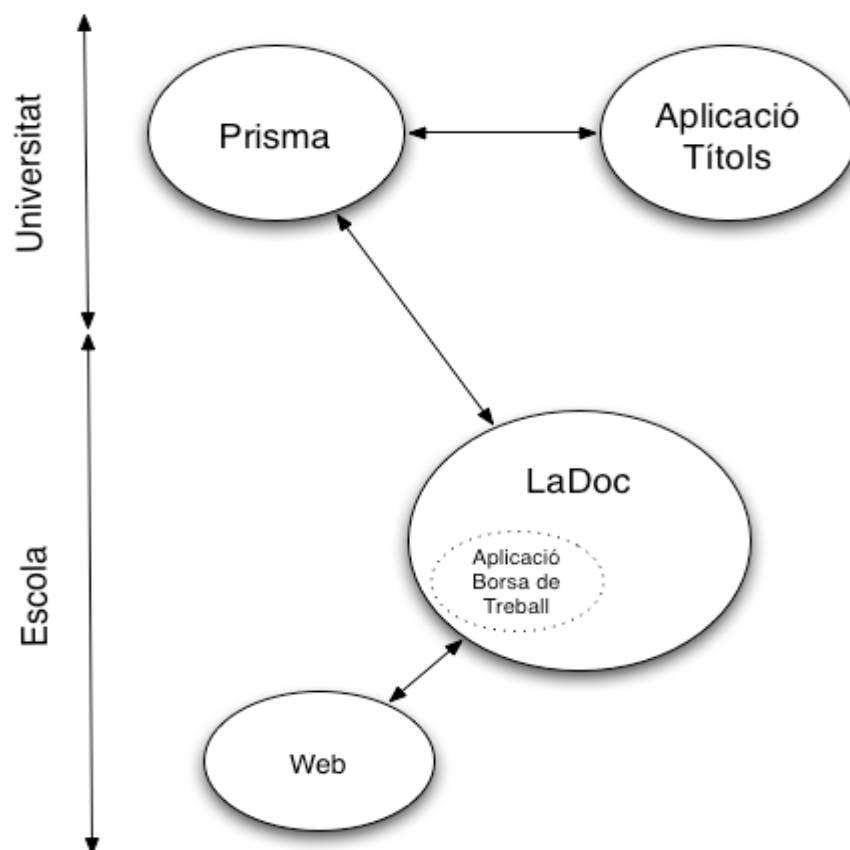 Universitat
Prisma
Aplicació
Títols
Escola
LaDoc
Aplicació
Borsa de
Treball
Web